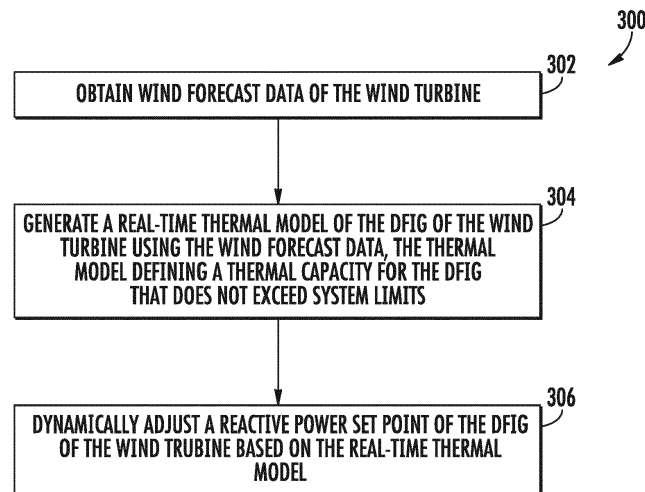 300
302
OBTAIN WIND FORECAST DATA OF THE WIND TURBINE
304
GENERATE A REAL-TIME THERMAL MODEL OF THE DFIG OF THE WIND
TURBINE USING THE WIND FORECAST DATA, THE THERMAL
MODEL DEFINING A THERMAL CAPACITY FOR THE DFIG
THAT DOES NOT EXCEED SYSTEM LIMITS
306
DYNAMICALLY ADJUST A REACTIVE POWER SET POINT OF THE DFIG
OF THE WIND TRUBINE BASED ON THE REAL-TIME THERMAL
MODEL